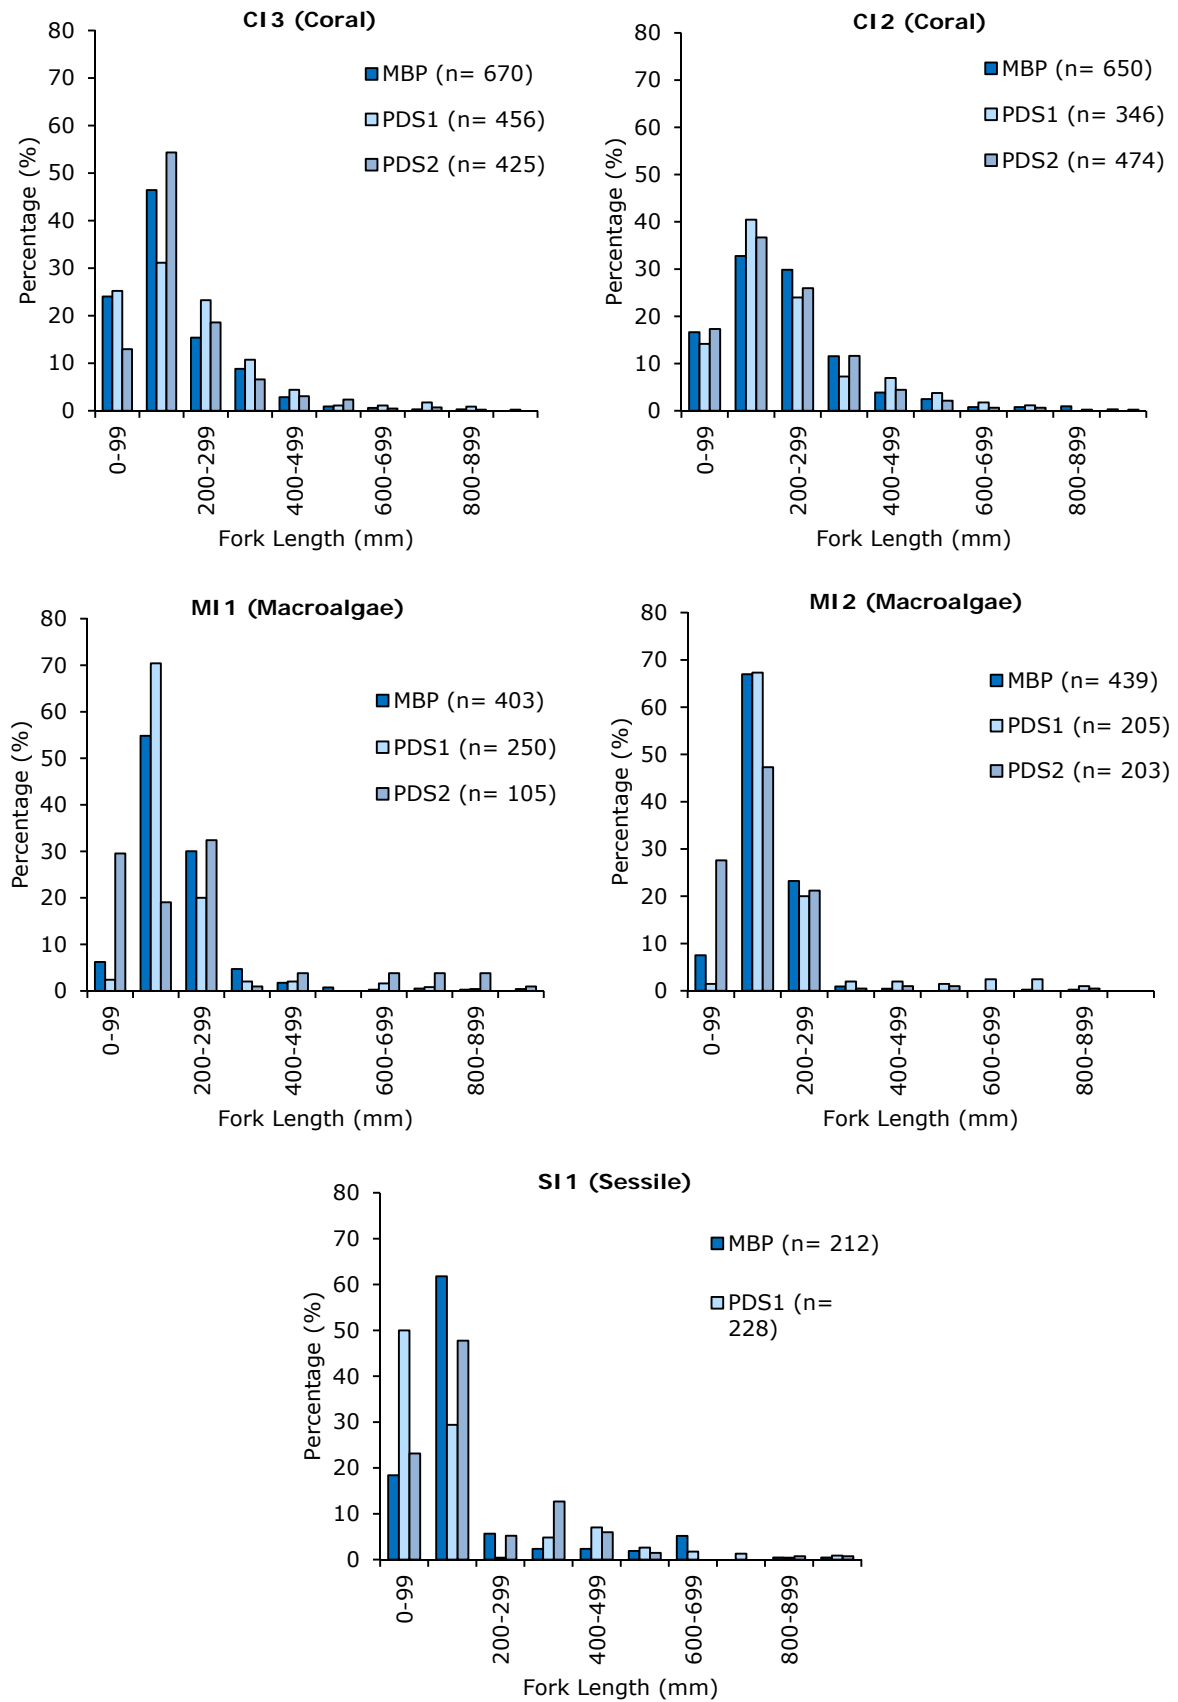 CI3 (Coral)
80
70
60
50
40
30
20
10
0
Percentage (%)
MBP (n= 670)
PDS1 (n= 456)
PDS2 (n= 425)
0-99
200-299
400-499
600-699
800-899
Fork Length (mm)
CI2 (Coral)
80
70
60
50
40
30
20
10
0
Percentage (%)
MBP (n= 650)
PDS1 (n= 346)
PDS2 (n= 474)
0-99
200-299
400-499
600-699
800-899
Fork Length (mm)
MI1 (Macroalgae)
80
70
60
50
40
30
20
10
0
Percentage (%)
MBP (n= 403)
PDS1 (n= 250)
PDS2 (n= 105)
0-99
200-299
400-499
600-699
800-899
Fork Length (mm)
MI2 (Macroalgae)
80
70
60
50
40
30
20
10
0
Percentage (%)
MBP (n= 439)
PDS1 (n= 205)
PDS2 (n= 203)
0-99
200-299
400-499
600-699
800-899
Fork Length (mm)
SI1 (Sessile)
80
70
60
50
40
30
20
10
0
Percentage (%)
MBP (n= 212)
PDS1 (n=
228)
0-99
200-299
400-499
600-699
800-899
Fork Length (mm)